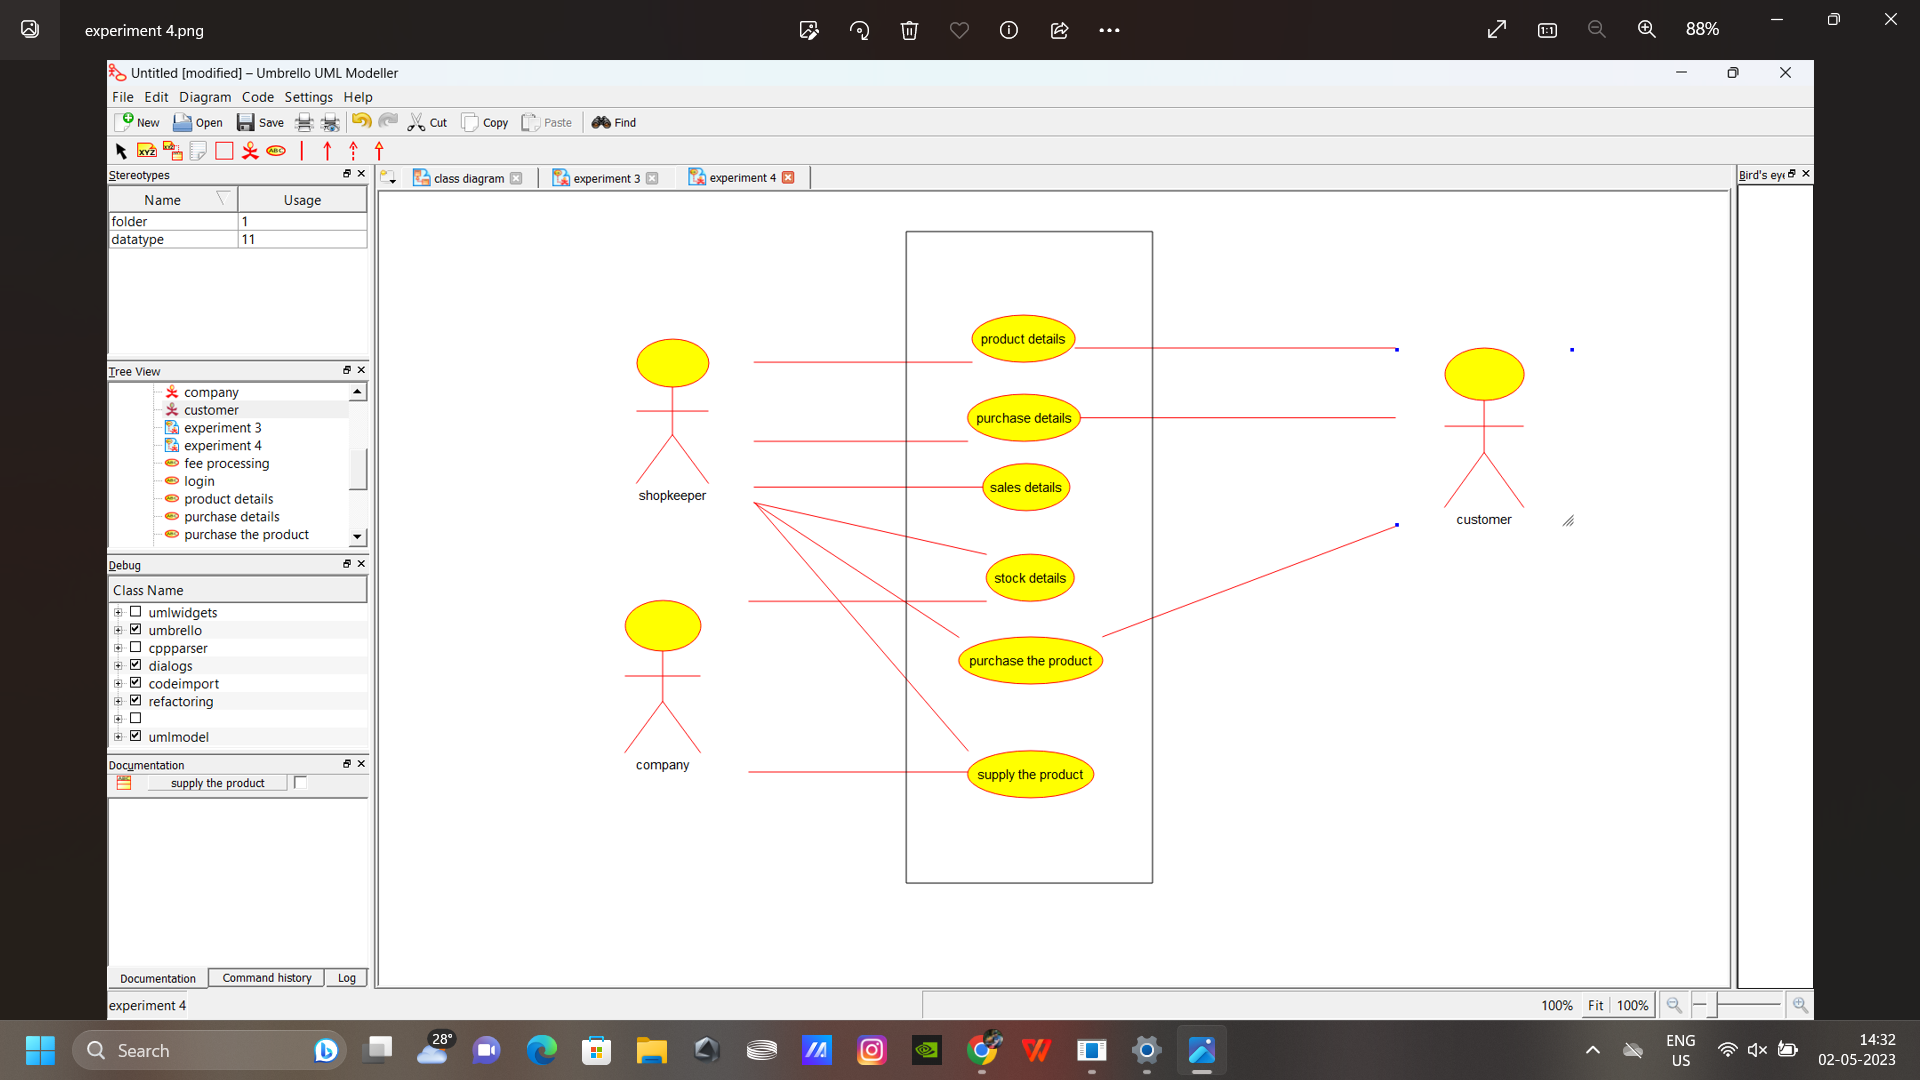 experiment 4.png
88%
Untitled [modified] – Umbrello UML Modeller
File Edit Diagram Code Settings Help
New Open Save Cut Copy Paste Find
XYZ XYZ ABC
Stereotypes
Name Usage
folder 1
datatype 11
class diagram experiment 3 experiment 4
Bird's eye
Tree View
company
customer
experiment 3
experiment 4
fee processing
login
product details
purchase details
purchase the product
Debug
Class Name
umlwidgets
umbrello
cppparser
dialogs
codeimport
refactoring
umlmodel
Documentation
supply the product
Documentation Command history Log
experiment 4
product details
purchase details
sales details
stock details
purchase the product
supply the product
shopkeeper
company
customer
100% Fit 100%
Search
28°
ENG
US
14:32
02-05-2023